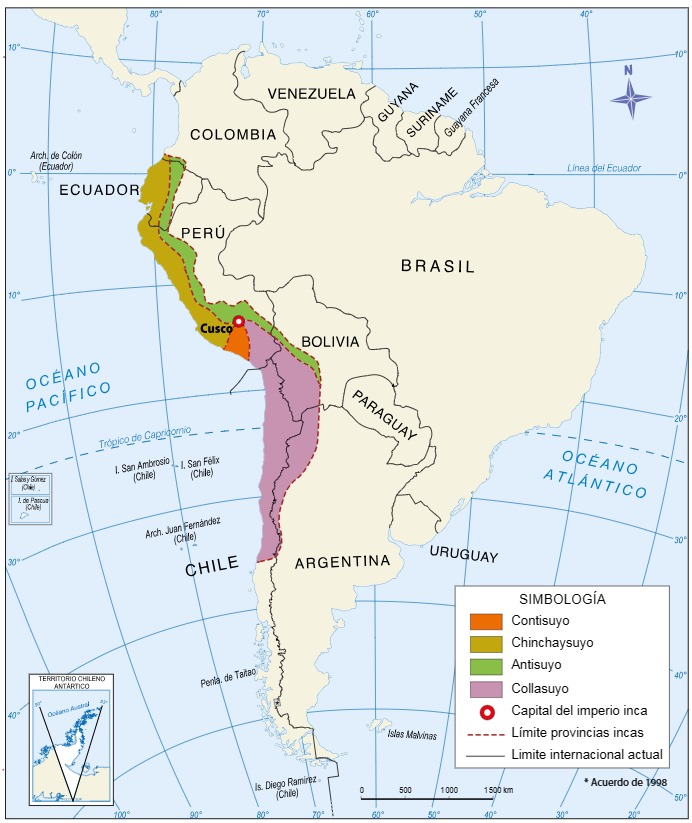 80°
70°
60°
50°
40°
10°
10°
N
VENEZUELA
GUYANA
SURINAME
Guayana Francesa
COLOMBIA
Arch. de Colón
(Ecuador)
0°
Línea del Ecuador
0°
ECUADOR
PERÚ
BRASIL
10°
10°
Cusco
BOLIVIA
OCÉANO
PACÍFICO
PARAGUAY
20°
Trópico de Capricornio
20°
I. San Ambrosio
(Chile)
I. San Félix
(Chile)
OCÉANO
ATLÁNTICO
I. Salas y Gómez
(Chile)
I. de Pascua
(Chile)
Arch. Juan Fernández
(Chile)
30°
30°
CHILE
ARGENTINA
URUGUAY
SIMBOLOGÍA
Contisuyo
Chinchaysuyo
Antisuyo
Collasuyo
Capital del imperio inca
Límite provincias incas
Limite internacional actual
* Acuerdo de 1998
TERRITORIO CHILENO
ANTÁRTICO
Océano Austral
Penla. de Taitao
40°
40°
Islas Malvinas
Is. Diego Ramírez
(Chile)
0
500
1000
1500 km
50°
100°
90°
80°
70°
60°
50°
40°
30°
20°